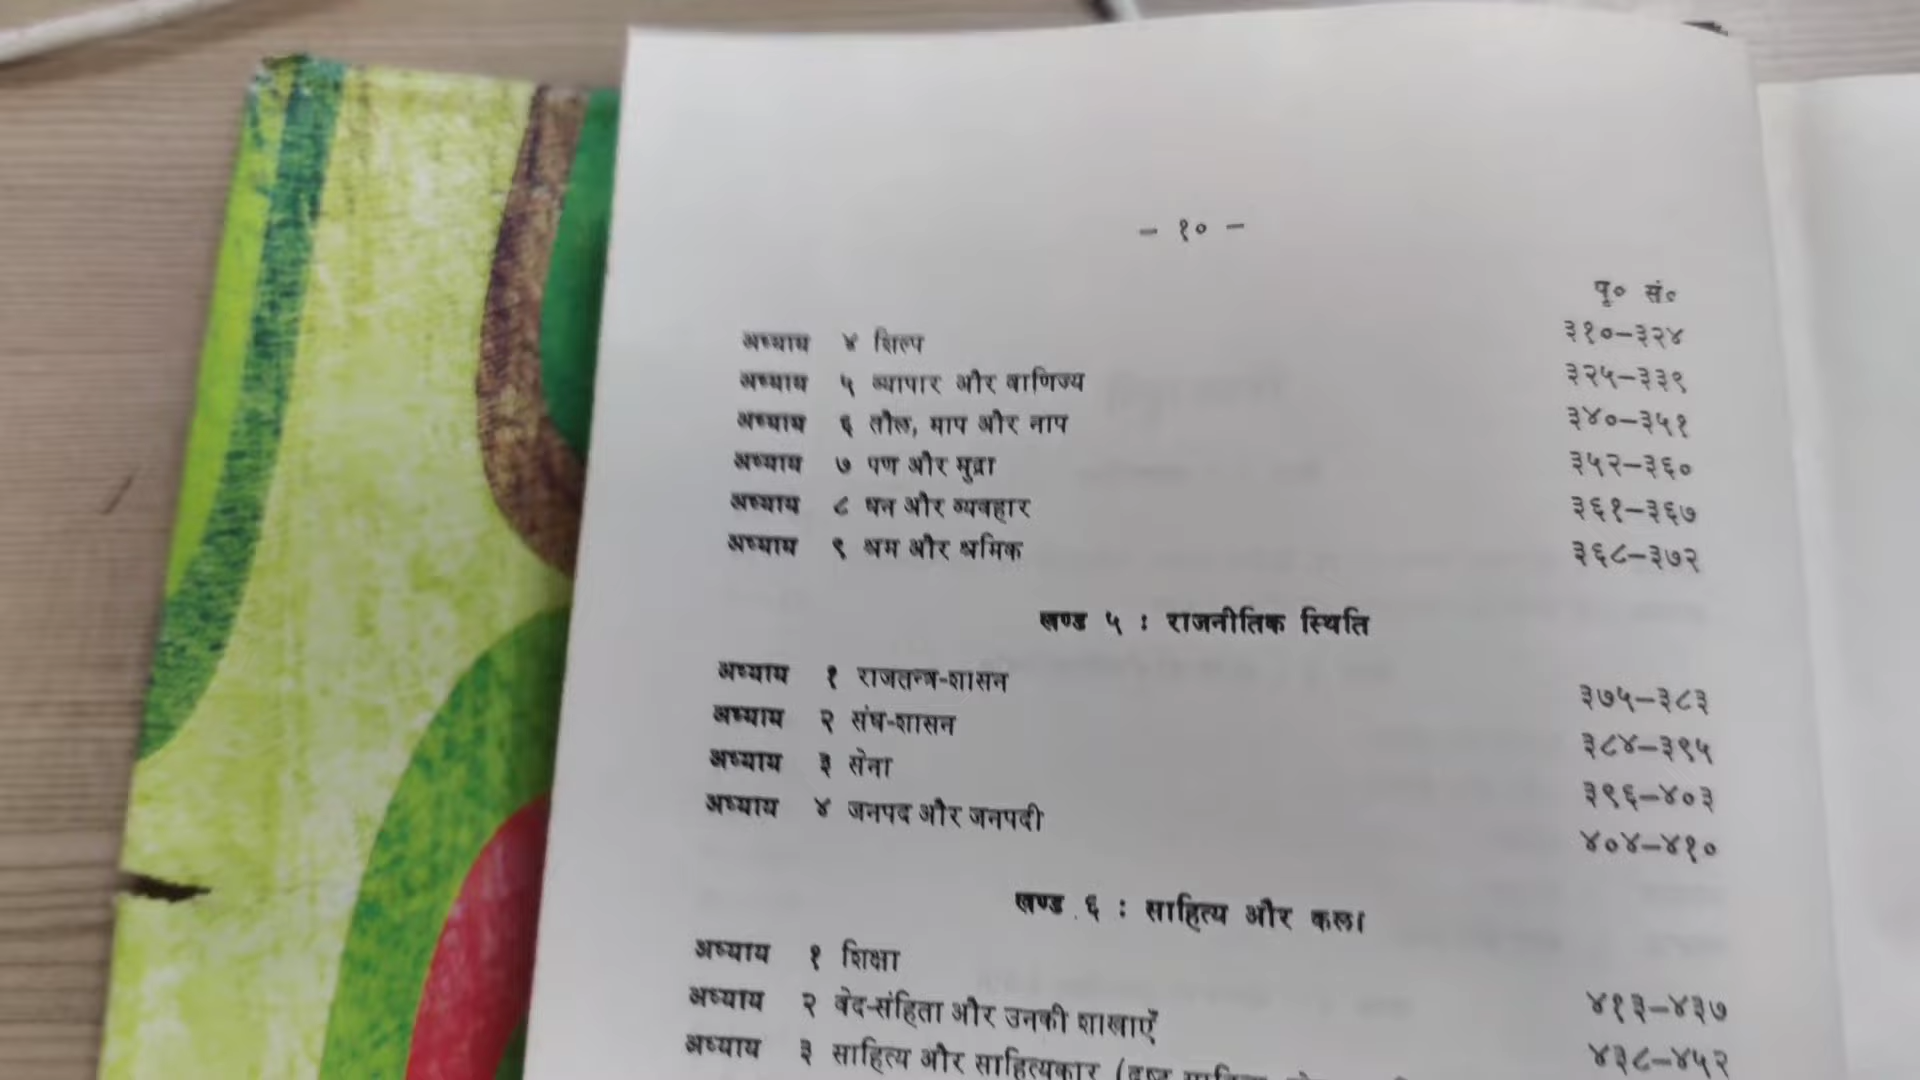 – १० –
पृ० सं०
अध्याय ४ शिल्प ३१०–३२४
अध्याय ५ व्यापार और वाणिज्य ३२५–३३९
अध्याय ६ तौल, माप और नाप ३४०–३५१
अध्याय ७ पण और मुद्रा ३५२–३६०
अध्याय ८ धन और व्यवहार ३६१–३६७
अध्याय ९ श्रम और श्रमिक ३६८–३७२
खण्ड ५ : राजनीतिक स्थिति
अध्याय १ राजतन्त्र-शासन ३७५–३८३
अध्याय २ संघ-शासन ३८४–३९५
अध्याय ३ सेना ३९६–४०३
अध्याय ४ जनपद और जनपदी ४०४–४१०
खण्ड ६ : साहित्य और कला
अध्याय १ शिक्षा ४१३–४३७
अध्याय २ वेद-संहिता और उनकी शाखाएँ ४३८–४५२
अध्याय ३ साहित्य और साहित्यकार